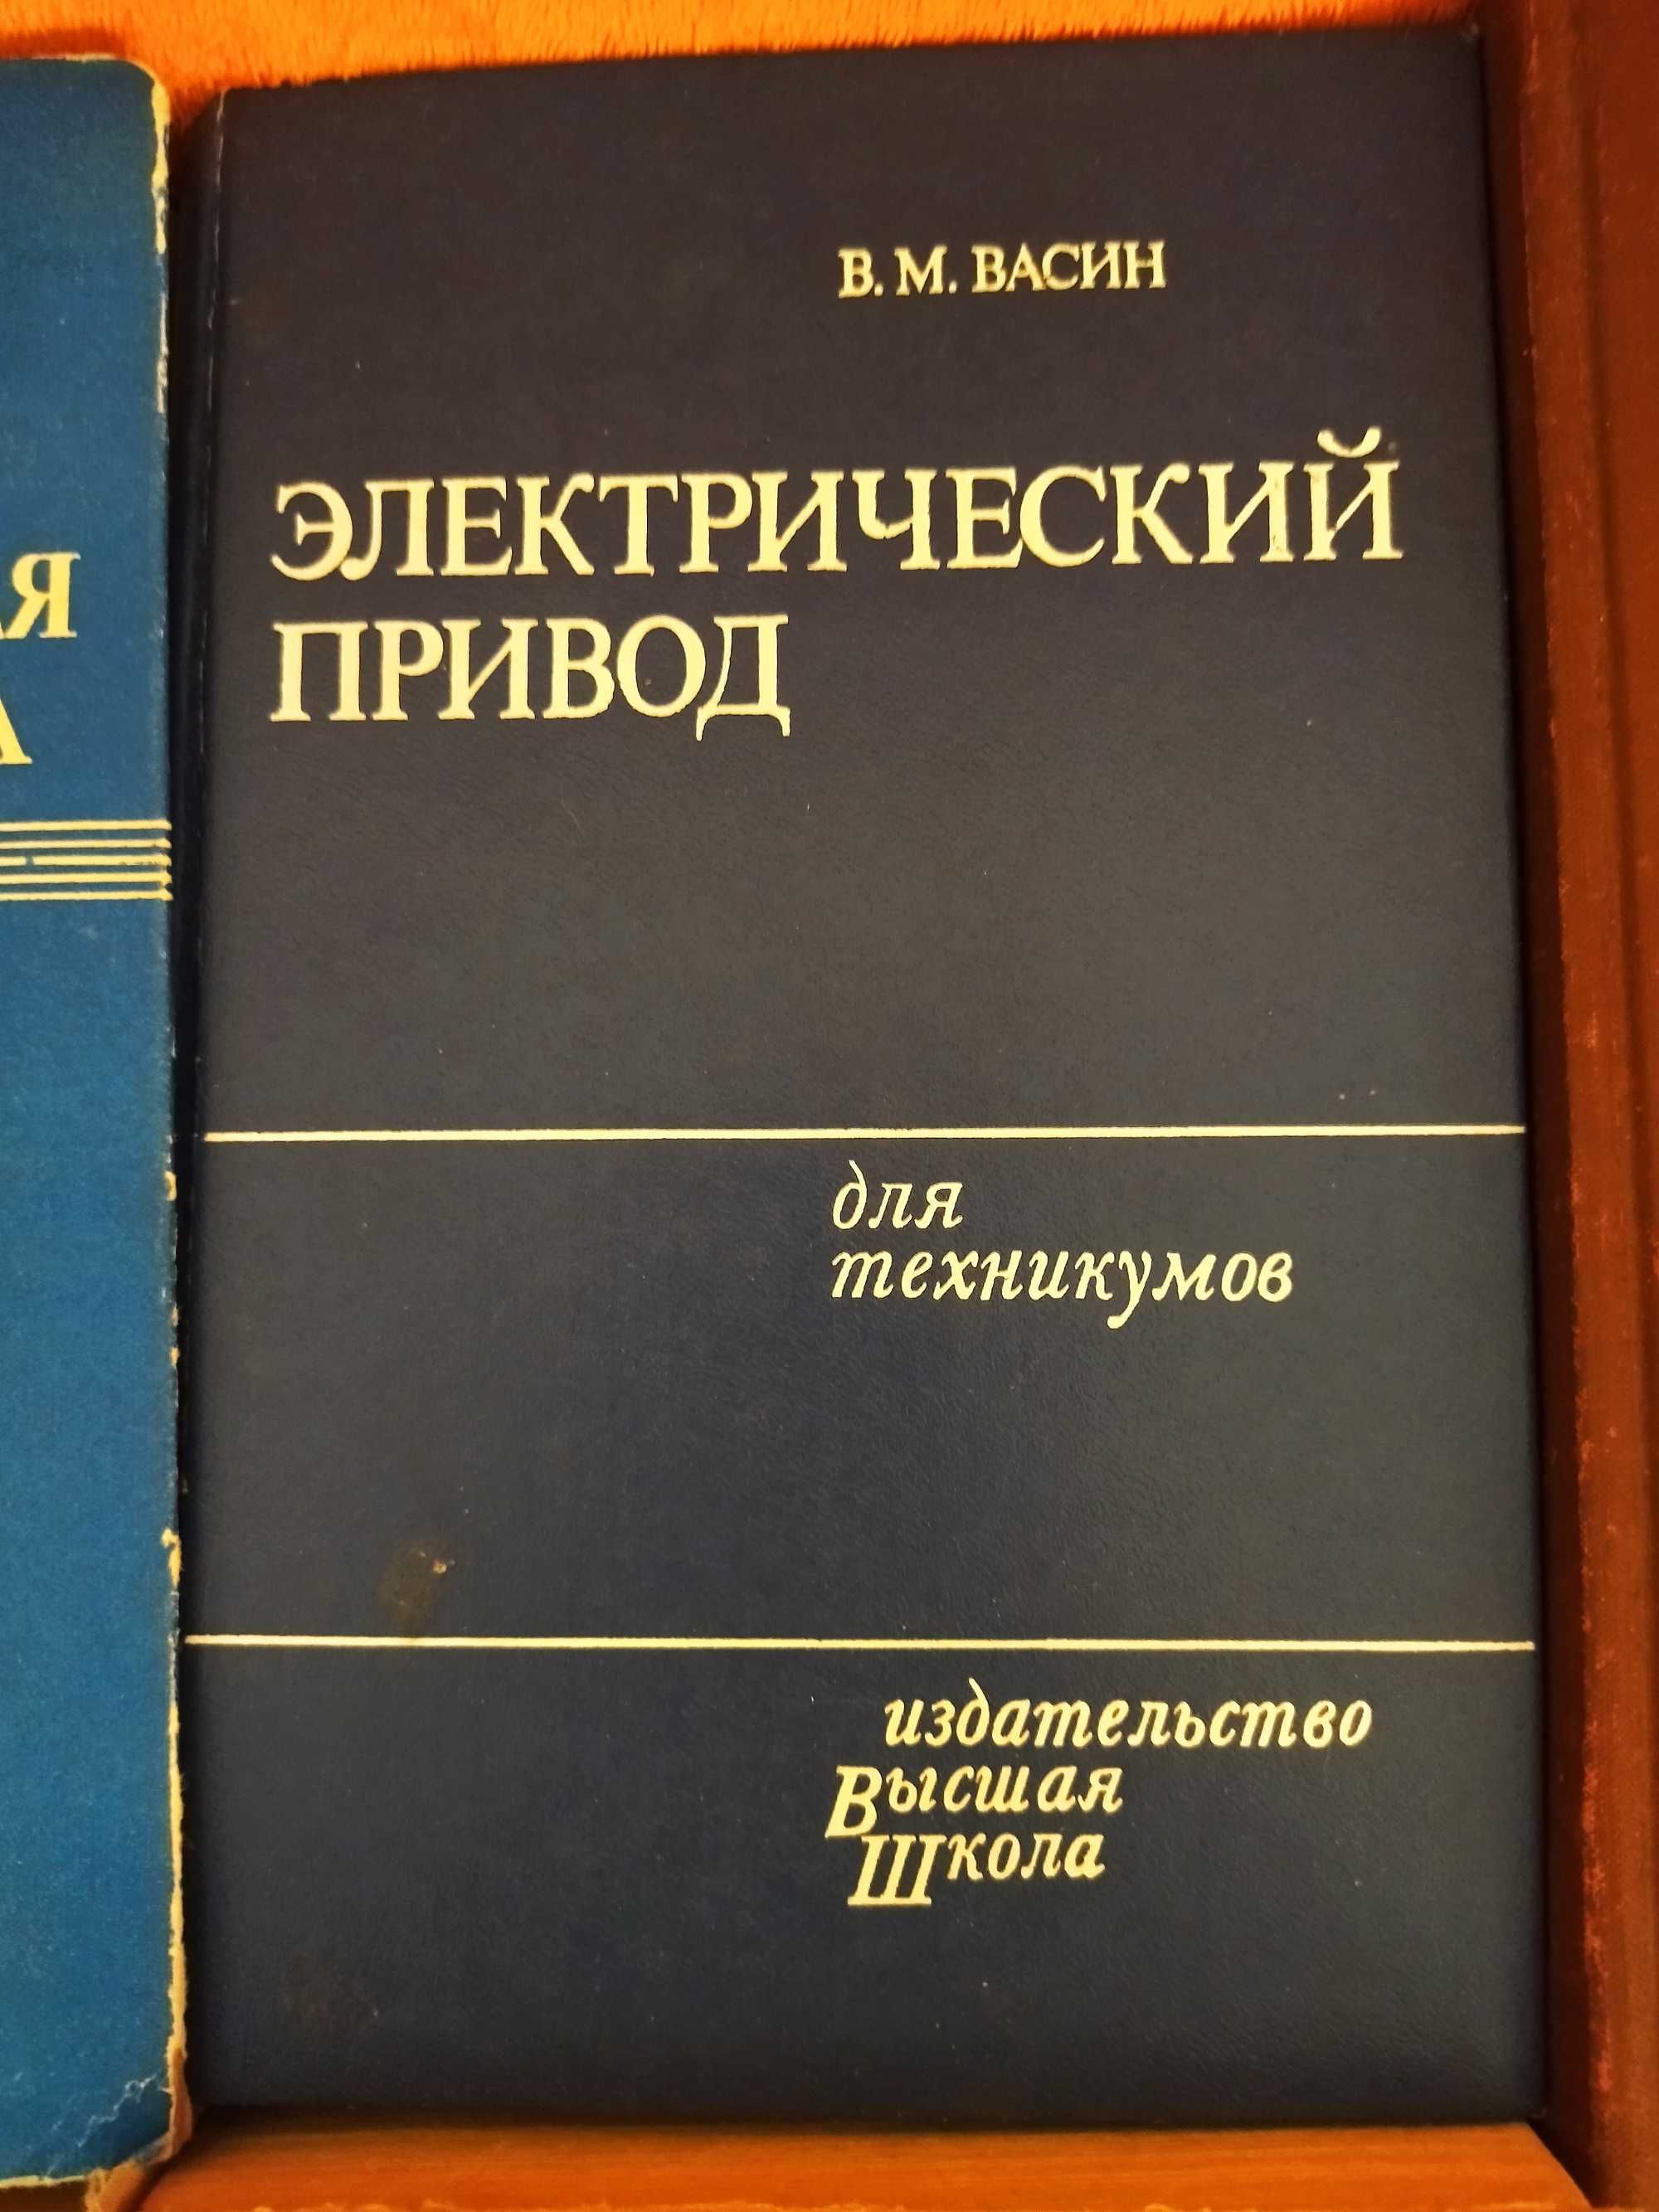 В. М. ВАСИН
ЭЛЕКТРИЧЕСКИЙ
ПРИВОД
для
техникумов
издательство
Высшая
Школа